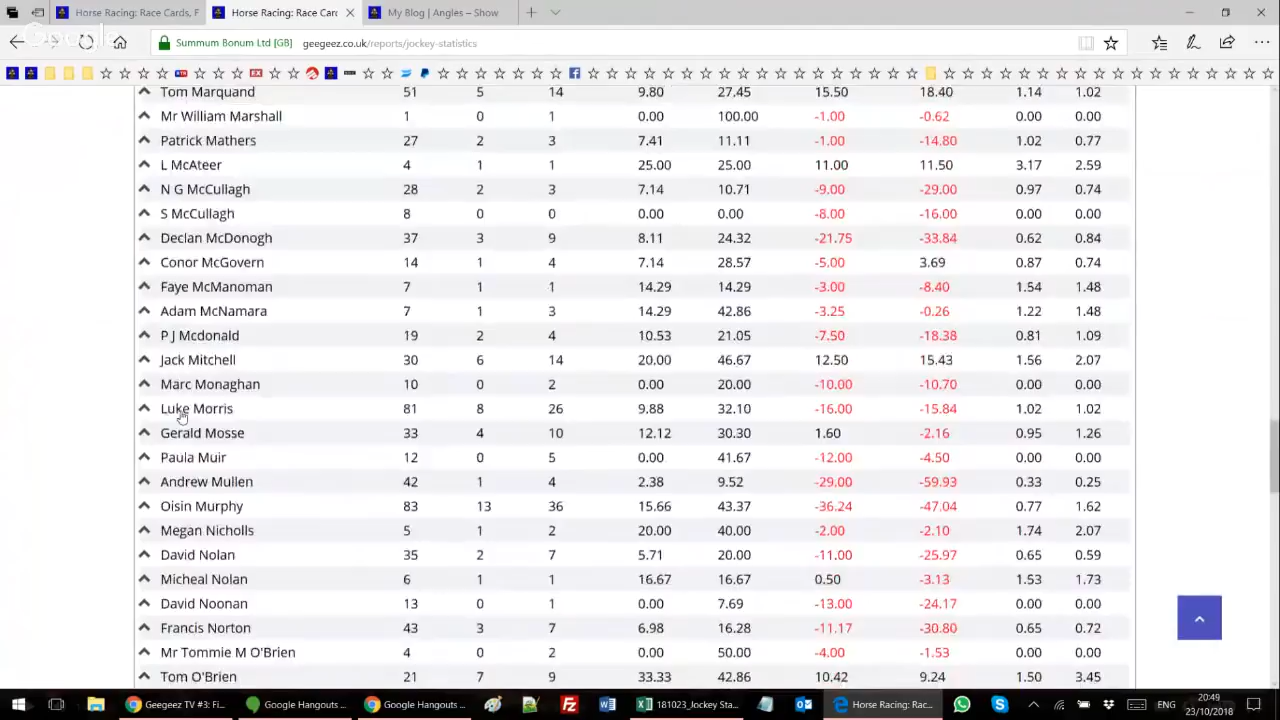 Horse Racing: Race Cards, F
Horse Racing: Race Card
My Blog | Angles – Show
Google
Summum Bonum Ltd [GB] geegeez.co.uk/reports/jockey-statistics
Tom Marquand 51 5 14 9.80 27.45 15.50 18.40 1.14 1.02
Mr William Marshall 1 0 1 0.00 100.00 -1.00 -0.62 0.00 0.00
Patrick Mathers 27 2 3 7.41 11.11 -1.00 -14.80 1.02 0.77
L McAteer 4 1 1 25.00 25.00 11.00 11.50 3.17 2.59
N G McCullagh 28 2 3 7.14 10.71 -9.00 -29.00 0.97 0.74
S McCullagh 8 0 0 0.00 0.00 -8.00 -16.00 0.00 0.00
Declan McDonogh 37 3 9 8.11 24.32 -21.75 -33.84 0.62 0.84
Conor McGovern 14 1 4 7.14 28.57 -5.00 3.69 0.87 0.74
Faye McManoman 7 1 1 14.29 14.29 -3.00 -8.40 1.54 1.48
Adam McNamara 7 1 3 14.29 42.86 -3.25 -0.26 1.22 1.48
P J Mcdonald 19 2 4 10.53 21.05 -7.50 -18.38 0.81 1.09
Jack Mitchell 30 6 14 20.00 46.67 12.50 15.43 1.56 2.07
Marc Monaghan 10 0 2 0.00 20.00 -10.00 -10.70 0.00 0.00
Luke Morris 81 8 26 9.88 32.10 -16.00 -15.84 1.02 1.02
Gerald Mosse 33 4 10 12.12 30.30 1.60 -2.16 0.95 1.26
Paula Muir 12 0 5 0.00 41.67 -12.00 -4.50 0.00 0.00
Andrew Mullen 42 1 4 2.38 9.52 -29.00 -59.93 0.33 0.25
Oisin Murphy 83 13 36 15.66 43.37 -36.24 -47.04 0.77 1.62
Megan Nicholls 5 1 2 20.00 40.00 -2.00 -2.10 1.74 2.07
David Nolan 35 2 7 5.71 20.00 -11.00 -25.97 0.65 0.59
Micheal Nolan 6 1 1 16.67 16.67 0.50 -3.13 1.53 1.73
David Noonan 13 0 1 0.00 7.69 -13.00 -24.17 0.00 0.00
Francis Norton 43 3 7 6.98 16.28 -11.17 -30.80 0.65 0.72
Mr Tommie M O'Brien 4 0 2 0.00 50.00 -4.00 -1.53 0.00 0.00
Tom O'Brien 21 7 9 33.33 42.86 10.42 9.24 1.50 3.45
Geegeez TV #3: Fi...
Google Hangouts ...
Google Hangouts ...
181023_Jockey Sta...
Horse Racing: Rac...
ENG
20:49
23/10/2018